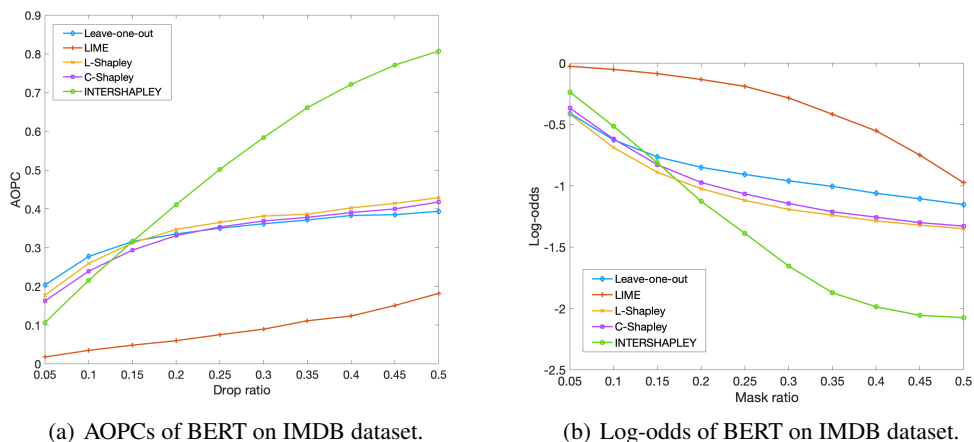 0.9
0.8
0.7
0.6
0.5
0.4
0.3
0.2
0.1
0
AOPC
Leave-one-out
LIME
L-Shapley
C-Shapley
INTERSHAPLEY
0.05 0.1 0.15 0.2 0.25 0.3 0.35 0.4 0.45 0.5
Drop ratio
(a) AOPCs of BERT on IMDB dataset.
0
-0.5
-1
-1.5
-2
-2.5
Log-odds
Leave-one-out
LIME
L-Shapley
C-Shapley
INTERSHAPLEY
0.05 0.1 0.15 0.2 0.25 0.3 0.35 0.4 0.45 0.5
Mask ratio
(b) Log-odds of BERT on IMDB dataset.